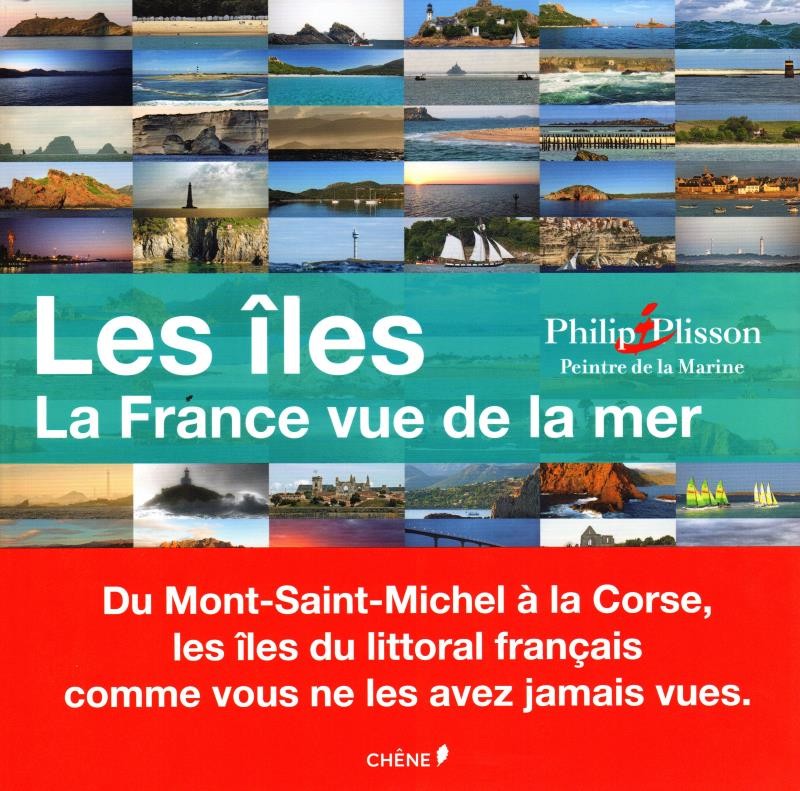 Les îles
Philip Plisson
Peintre de la Marine
La France vue de la mer
Du Mont-Saint-Michel à la Corse,
les îles du littoral français
comme vous ne les avez jamais vues.
CHÊNE